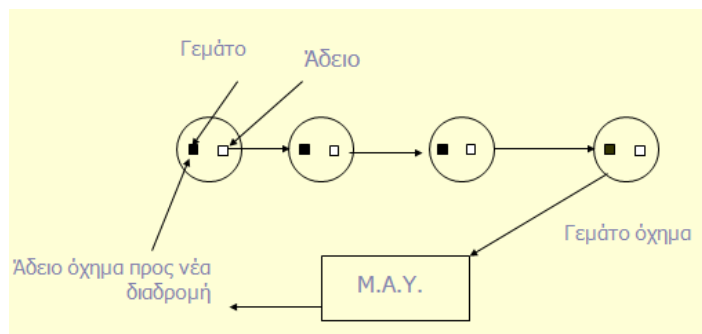 Γεμάτο
Άδειο
Γεμάτο όχημα
Άδειο όχημα προς νέα
διαδρομή
Μ.Α.Υ.